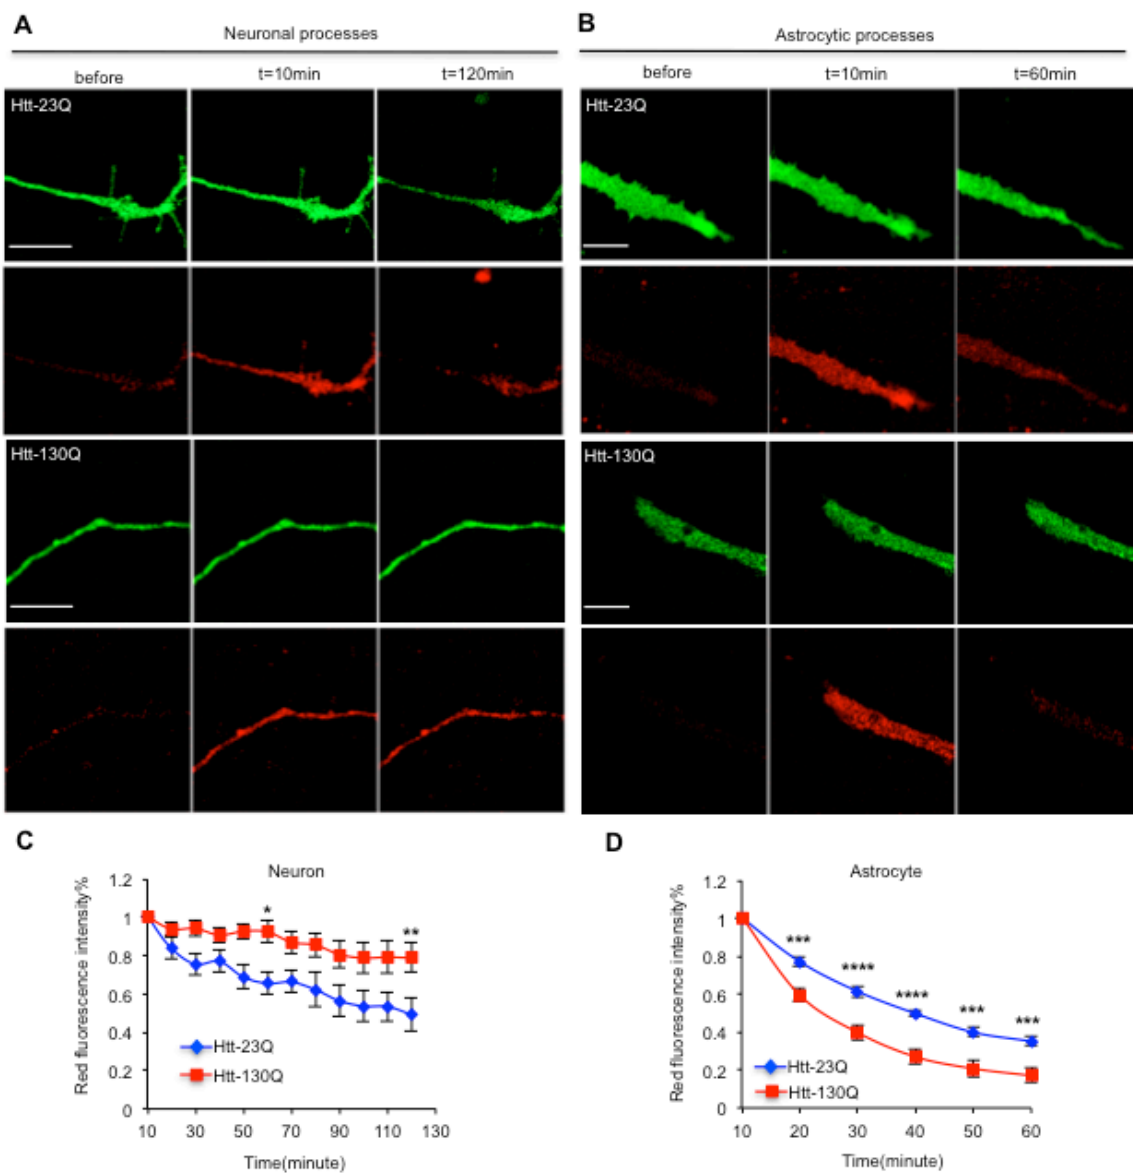 A
Neuronal processes
before t=10min t=120min
Htt-23Q
Htt-130Q
B
Astrocytic processes
before t=10min t=60min
Htt-23Q
Htt-130Q
C
Neuron
Red fluorescence intensity%
1.2
1
0.8
0.6
0.4
0.2
0
*
**
Htt-23Q
Htt-130Q
10 30 50 70 90 110 130
Time(minute)
D
Astrocyte
Red fluorescence intensity%
1.2
1
0.8
0.6
0.4
0.2
0
***
****
****
***
***
Htt-23Q
Htt-130Q
10 20 30 40 50 60
Time(minute)